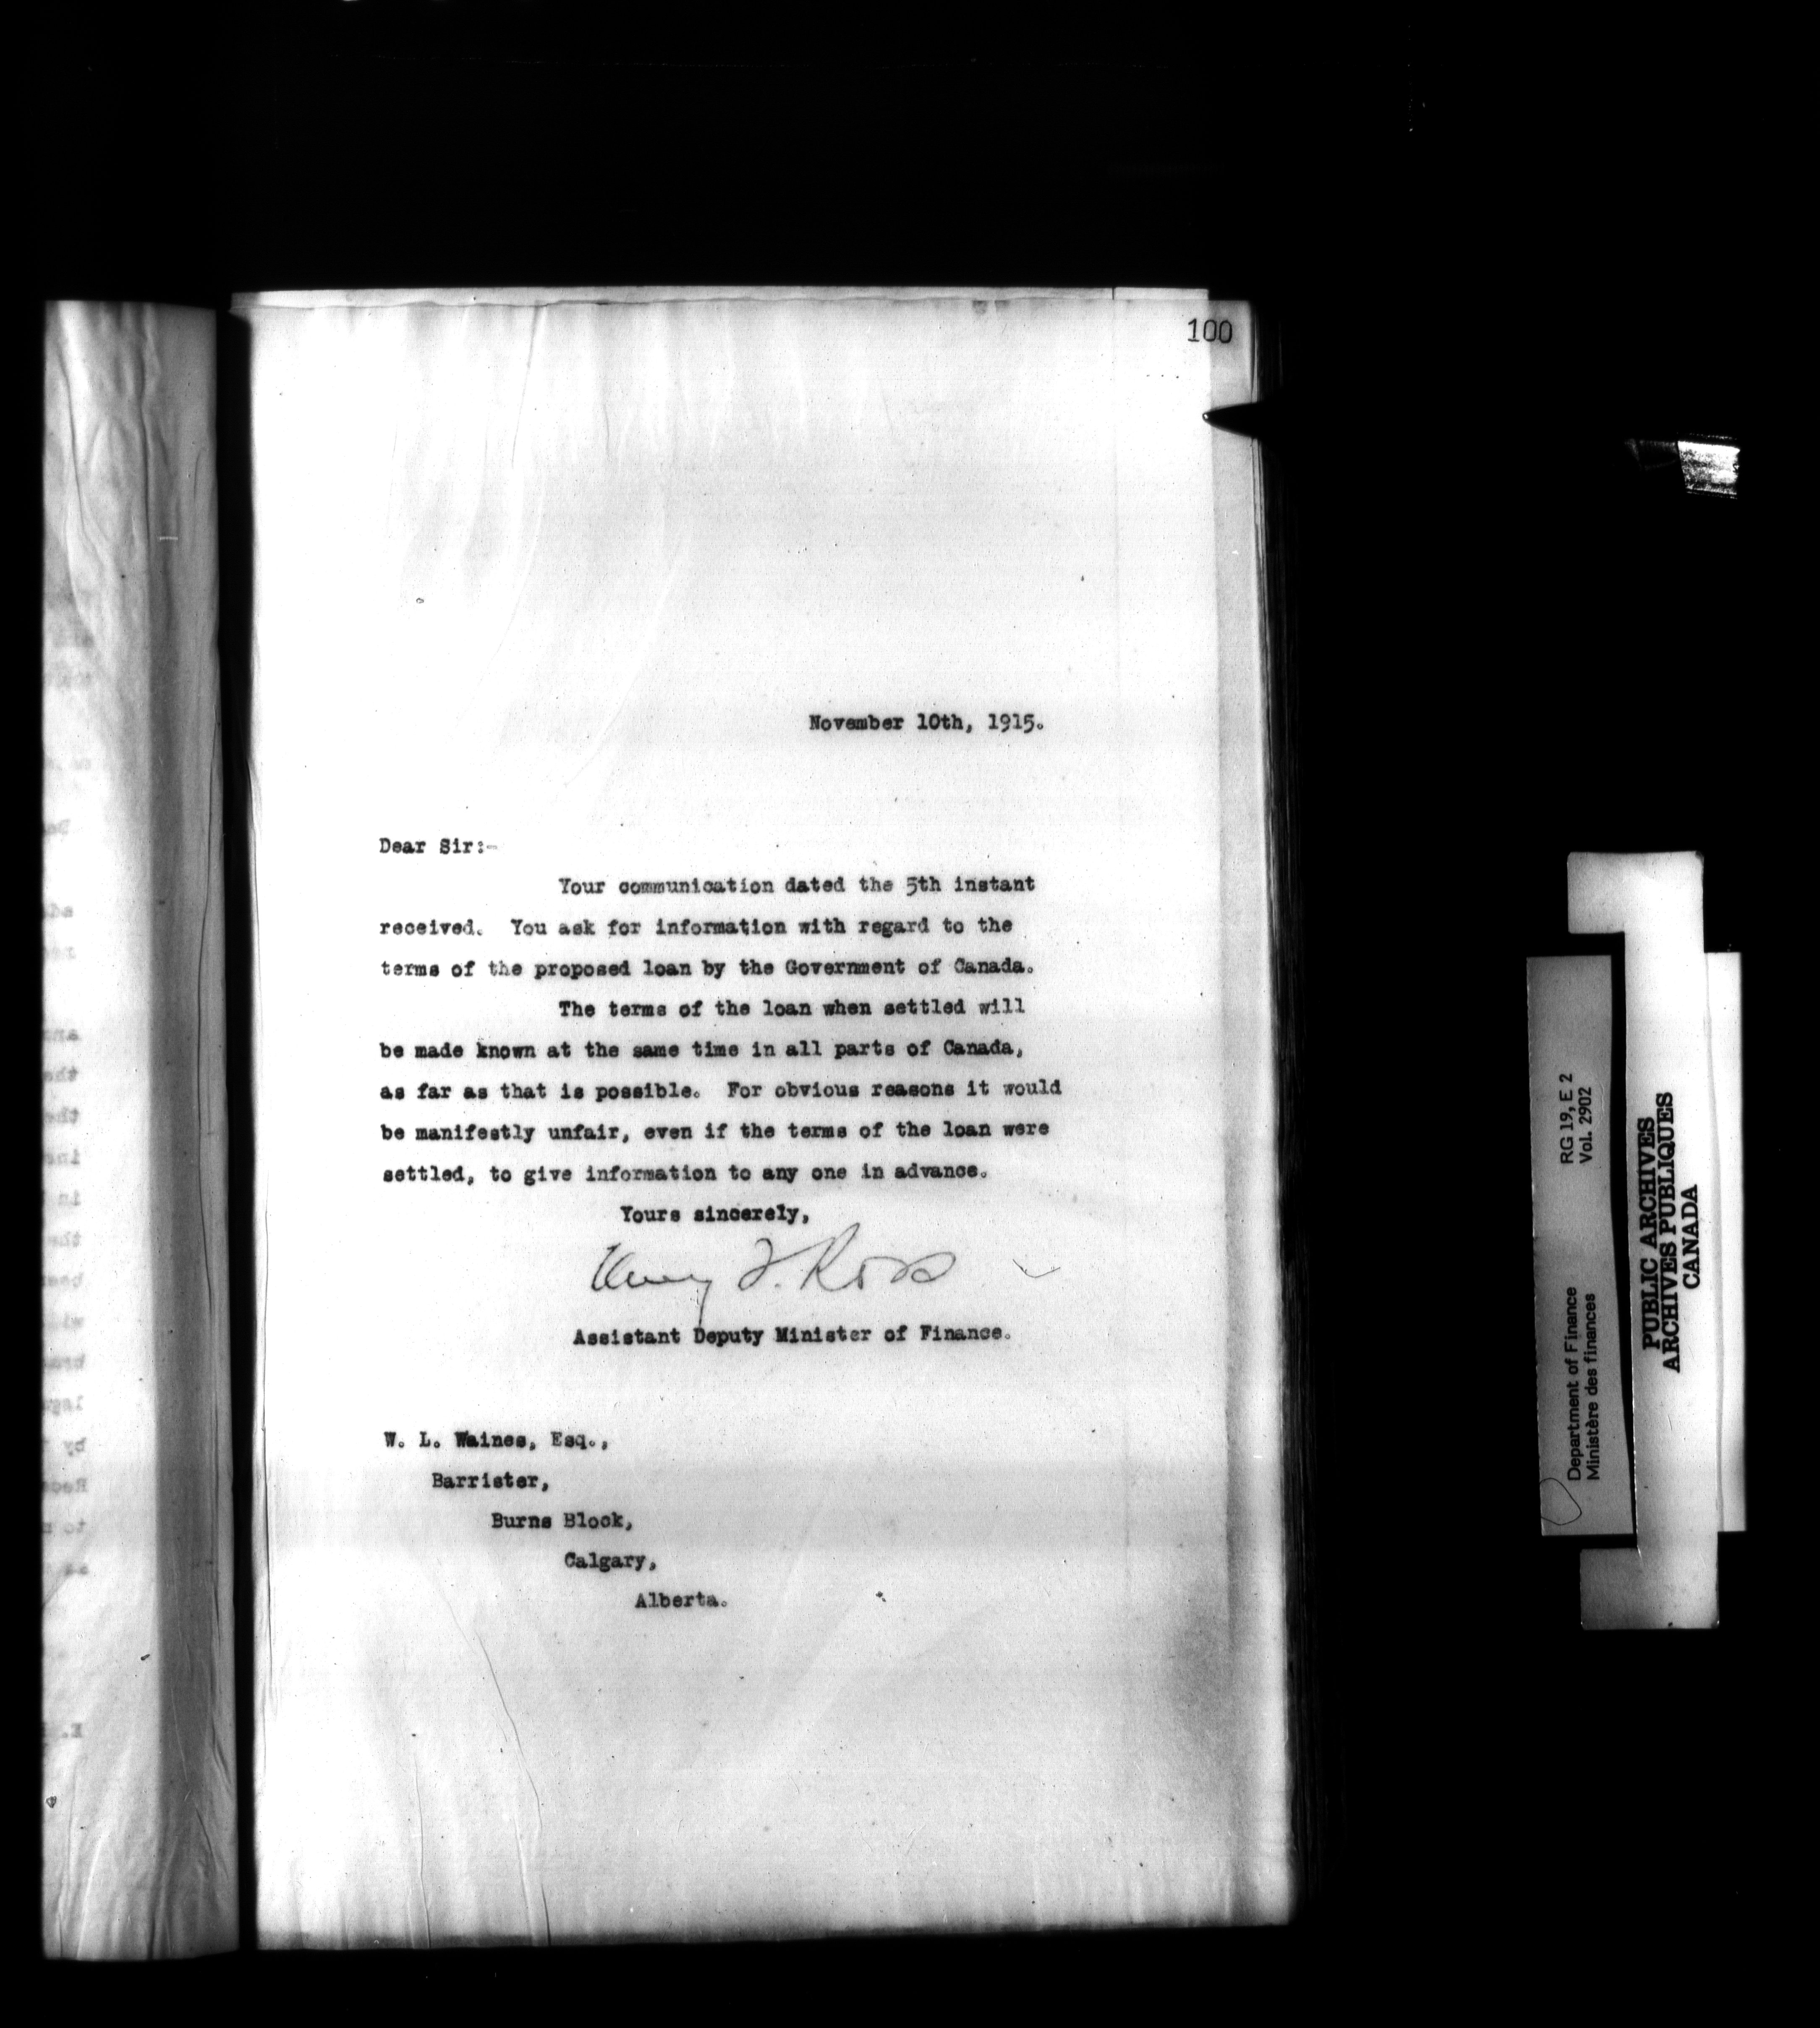 100
November 10th, 1915.
Dear Sir:-
Your communication dated the 5th instant
received. You ask for information with regard to the
terms of the proposed loan by the Government of Canada.
The terms of the loan when settled will
be made known at the same time in all parts of Canada,
as far as that is possible. For obvious reasons it would
be manifestly unfair, even if the terms of the loan were
settled, to give information to any one in advance.
Yours sincerely,
Henry T. Ross
Assistant Deputy Minister of Finance.
W. L. Waines, Esq.,
Barrister,
Burns Block,
Calgary,
Alberta.
Department of Finance RG 19, E 2
Ministère des finances Vol. 2902
PUBLIC ARCHIVES
ARCHIVES PUBLIQUES
CANADA